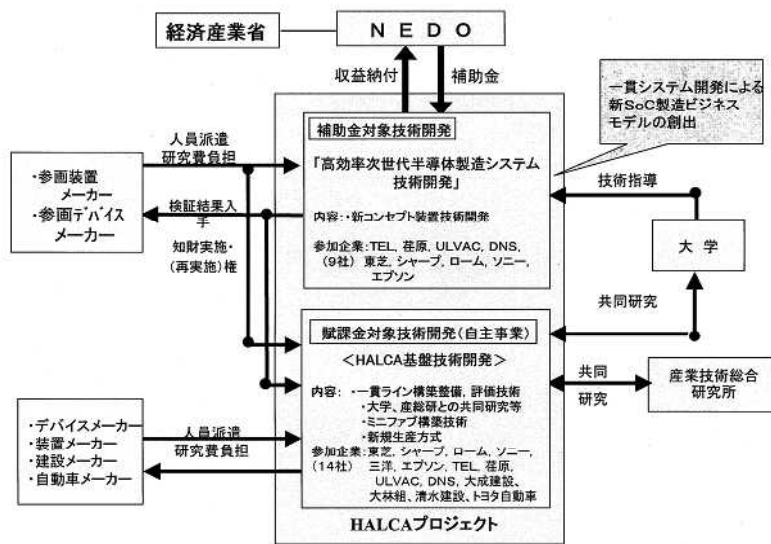 経済産業省
ＮＥＤＯ
収益納付
補助金
一貫システム開発による
新SoC製造ビジネス
モデルの創出
補助金対象技術開発
｢高効率次世代半導体製造システム
技術開発｣
内容：・新コンセプト装置技術開発
参加企業：TEL, 荏原, ULVAC, DNS,
(9社) 東芝, シャープ, ローム, ソニー,
エプソン
人員派遣
研究費負担
・参画装置
メーカー
・参画ﾃﾞﾊﾞｲｽ
メーカー
検証結果入
手
知財実施・
(再実施)権
技術指導
大 学
共同研究
賦課金対象技術開発(自主事業)
＜HALCA基盤技術開発＞
内容： ・一貫ライン構築整備, 評価技術
・大学、産総研との共同研究等
・ミニファブ構築技術
・新規生産方式
参加企業：東芝, シャープ, ローム, ソニー,
(14社) 三洋, エプソン, TEL, 荏原,
ULVAC, DNS, 大成建設、
大林組、清水建設、トヨタ自動車
共同
研究
産業技術総合
研究所
・デバイスメーカー
・装置メーカー
・建設メーカー
・自動車メーカー
人員派遣
研究費負担
HALCAプロジェクト